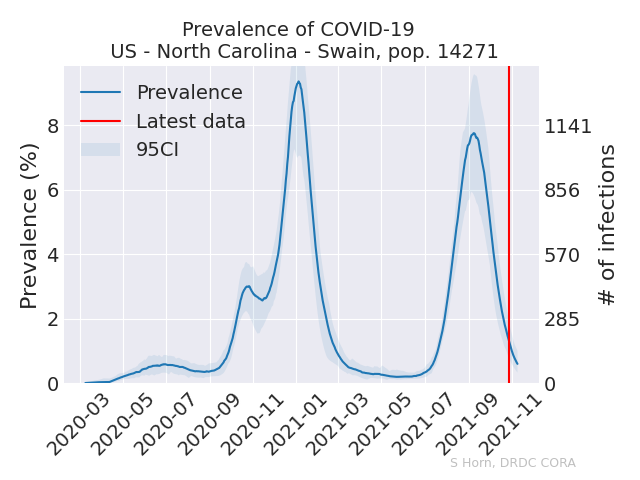 Prevalence of COVID-19
US - North Carolina - Swain, pop. 14271
Prevalence
Latest data
95CI
Prevalence (%)
8
6
4
2
0
# of infections
1141
856
570
285
0
2020-03
2020-05
2020-07
2020-09
2020-11
2021-01
2021-03
2021-05
2021-07
2021-09
2021-11
S Horn, DRDC CORA